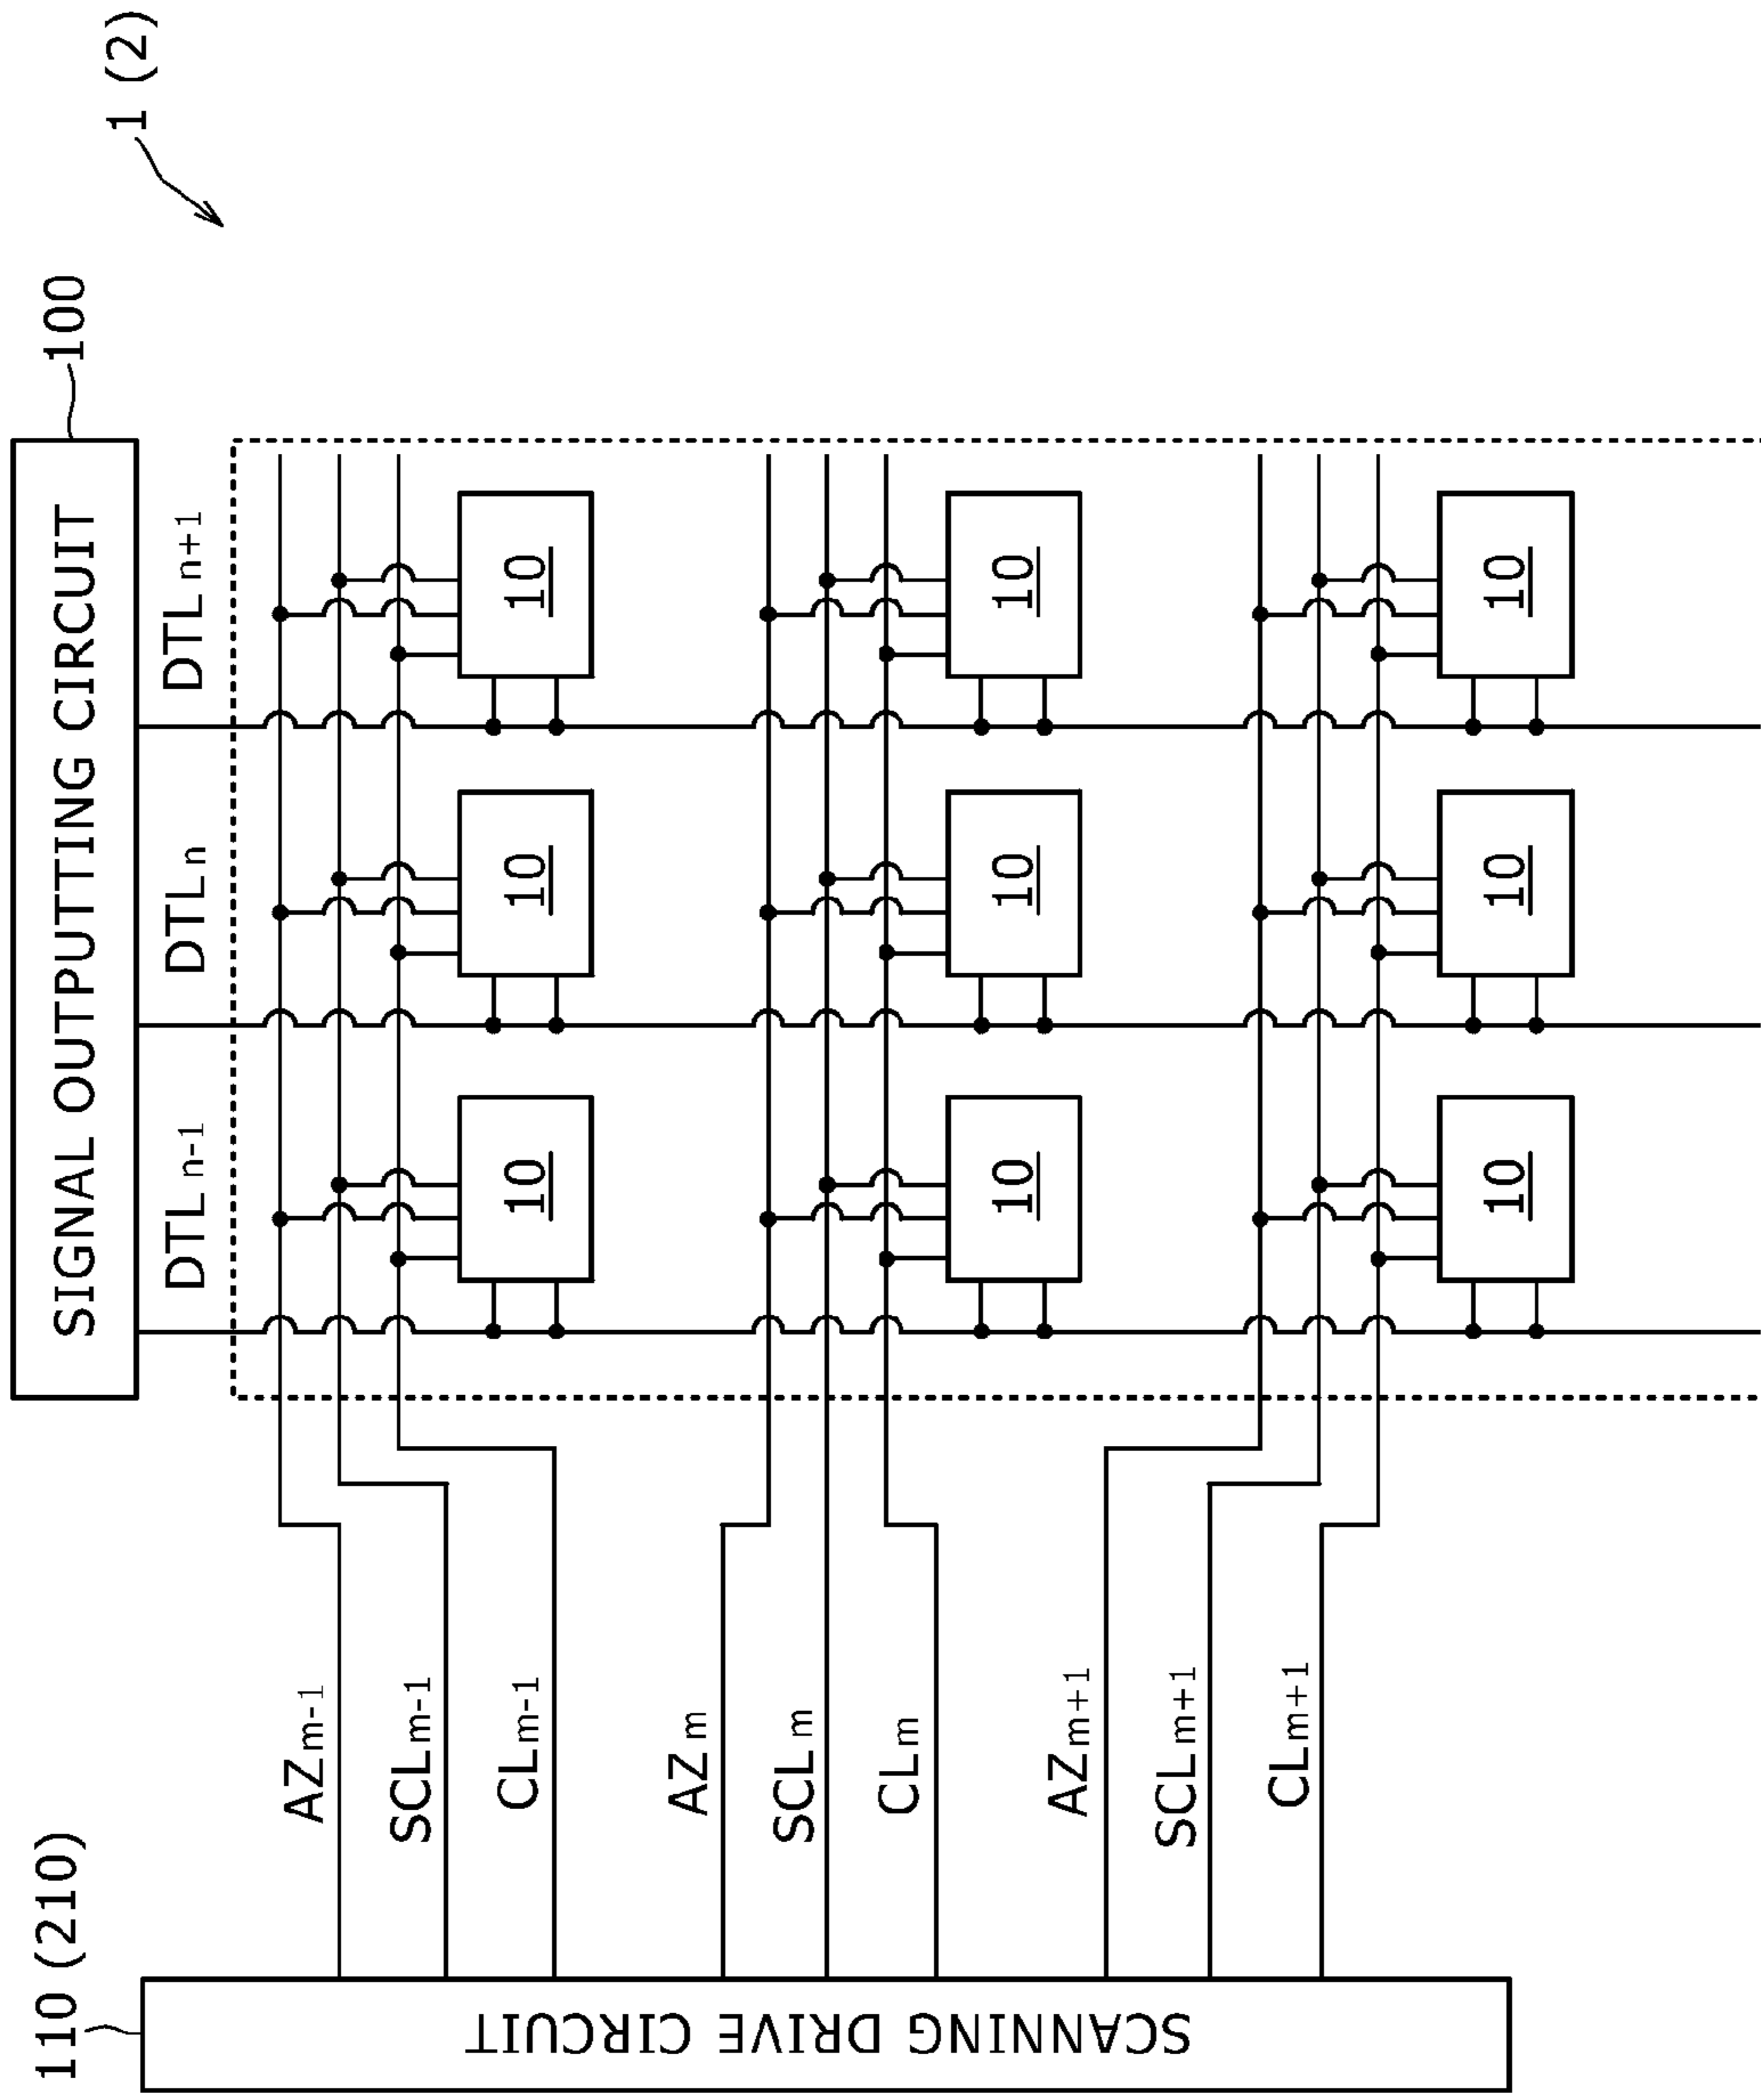 1 (2)
100
SIGNAL OUTPUTTING CIRCUIT
DTLn-1
DTLn
DTLn+1
110 (210)
SCANNING DRIVE CIRCUIT
AZm-1
SCLm-1
CLm-1
10 10 10
AZm
SCLm
CLm
10 10 10
AZm+1
SCLm+1
CLm+1
10 10 10